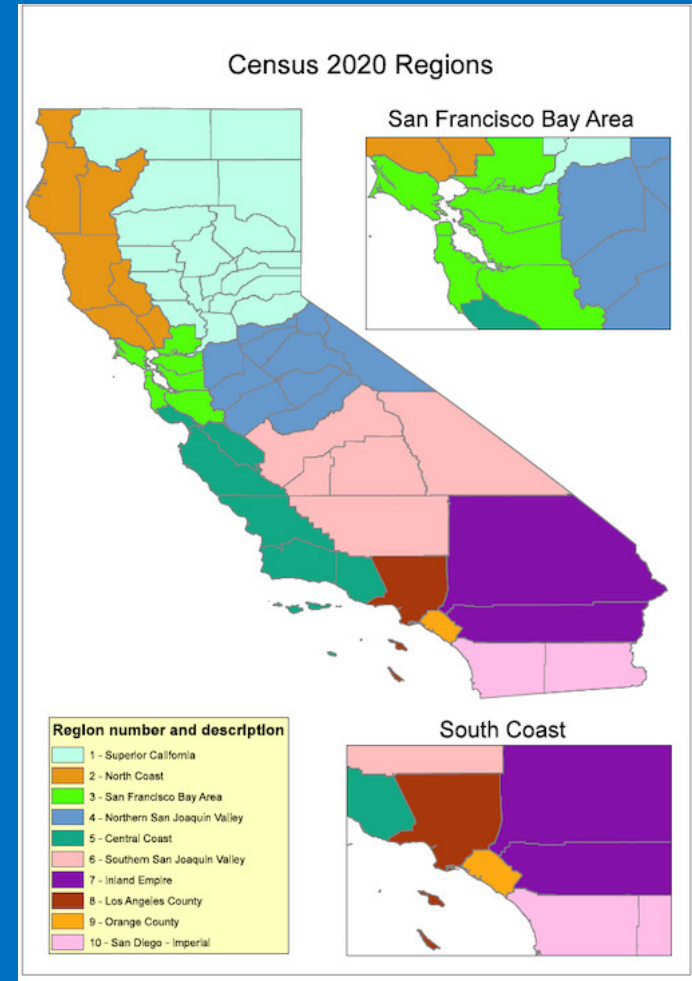 Census 2020 Regions
San Francisco Bay Area
Region number and description
1 - Superior California
2 - North Coast
3 - San Francisco Bay Area
4 - Northern San Joaquin Valley
5 - Central Coast
6 - Southern San Joaquin Valley
7 - Inland Empire
8 - Los Angeles County
9 - Orange County
10 - San Diego - Imperial
South Coast